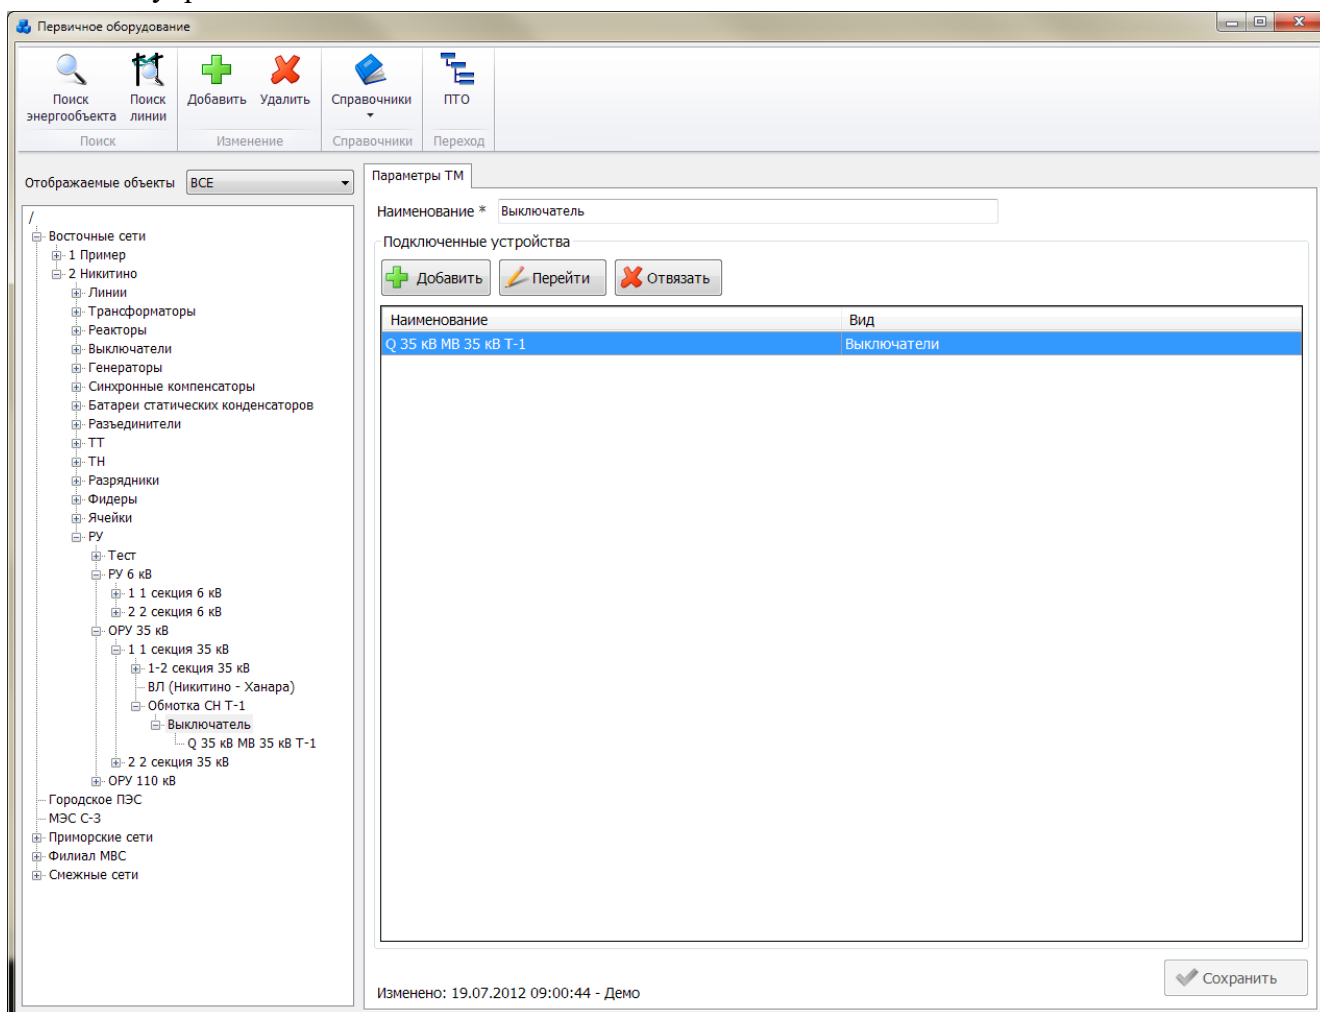 Первичное оборудование
Поиск энергообъекта
Поиск линии
Добавить
Удалить
Справочники
ПТО
Поиск
Изменение
Справочники
Переход
Отображаемые объекты ВСЕ
/
Восточные сети
1 Пример
2 Никитино
Линии
Трансформаторы
Реакторы
Выключатели
Генераторы
Синхронные компенсаторы
Батареи статических конденсаторов
Разъединители
ТТ
ТН
Разрядники
Фидеры
Ячейки
РУ
Тест
РУ 6 кВ
1 1 секция 6 кВ
2 2 секция 6 кВ
ОРУ 35 кВ
1 1 секция 35 кВ
1-2 секция 35 кВ
ВЛ (Никитино - Ханара)
Обмотка СН Т-1
Выключатель
Q 35 кВ МВ 35 кВ Т-1
2 2 секция 35 кВ
ОРУ 110 кВ
Городское ПЭС
МЭС С-З
Приморские сети
Филиал МВС
Смежные сети
Параметры ТМ
Наименование * Выключатель
Подключенные устройства
Добавить Перейти Отвязать
Наименование Вид
Q 35 кВ МВ 35 кВ Т-1 Выключатели
Изменено: 19.07.2012 09:00:44 - Демо
Сохранить